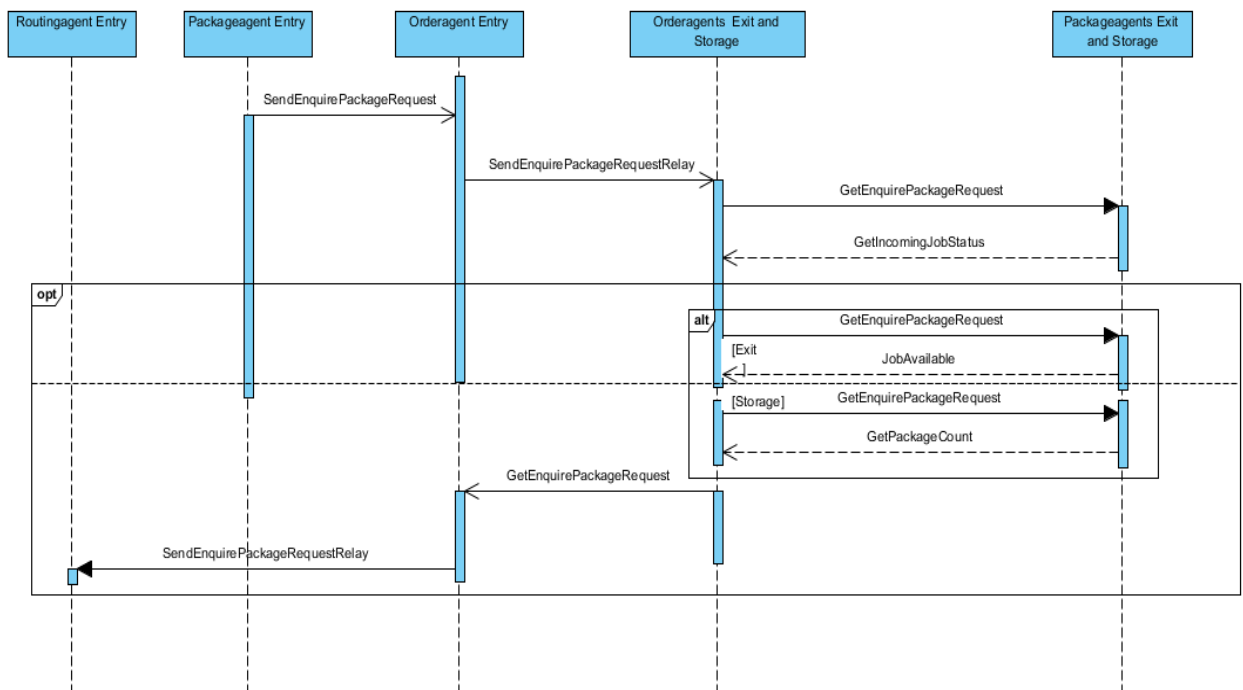 Routingagent Entry
Packageagent Entry
Orderagent Entry
Orderagents Exit and
Storage
Packageagents Exit
and Storage
SendEnquirePackageRequest
SendEnquirePackageRequestRelay
GetEnquirePackageRequest
GetIncomingJobStatus
opt
alt
GetEnquirePackageRequest
[Exit
]
JobAvailable
[Storage]
GetEnquirePackageRequest
GetPackageCount
GetEnquirePackageRequest
SendEnquirePackageRequestRelay